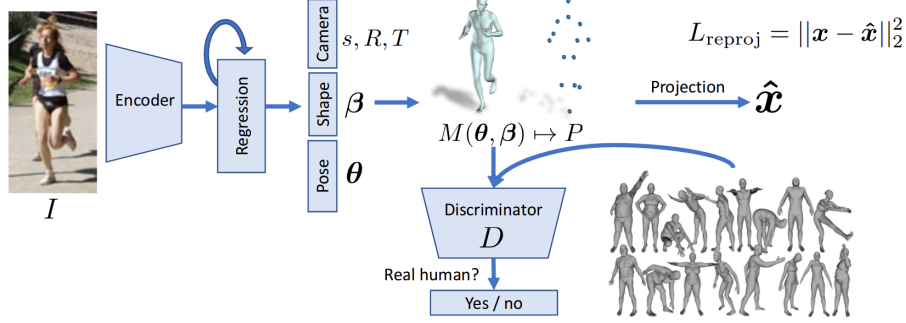 I
Encoder
Regression
Camera
s, R, T
Shape
β
Pose
θ
M(θ, β) ↦ P
L_reproj = ||x − x̂||₂²
Projection
x̂
Discriminator
D
Real human?
Yes / no